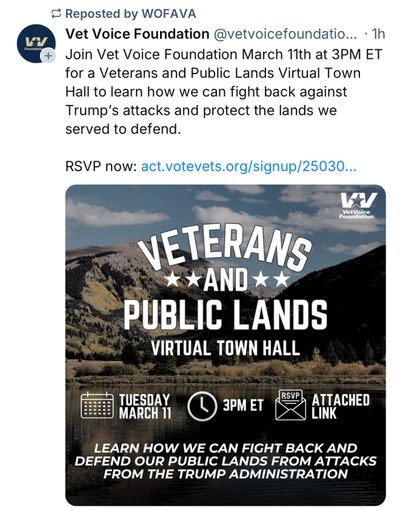 Reposted by WOFAVA
Vet Voice Foundation @vetvoicefoundatio... · 1h
Join Vet Voice Foundation March 11th at 3PM ET
for a Veterans and Public Lands Virtual Town
Hall to learn how we can fight back against
Trump's attacks and protect the lands we
served to defend.
RSVP now: act.votevets.org/signup/25030...
VetVoice
Foundation
VETERANS
AND
PUBLIC LANDS
VIRTUAL TOWN HALL
TUESDAY
MARCH 11
3PM ET
RSVP
ATTACHED
LINK
LEARN HOW WE CAN FIGHT BACK AND
DEFEND OUR PUBLIC LANDS FROM ATTACKS
FROM THE TRUMP ADMINISTRATION